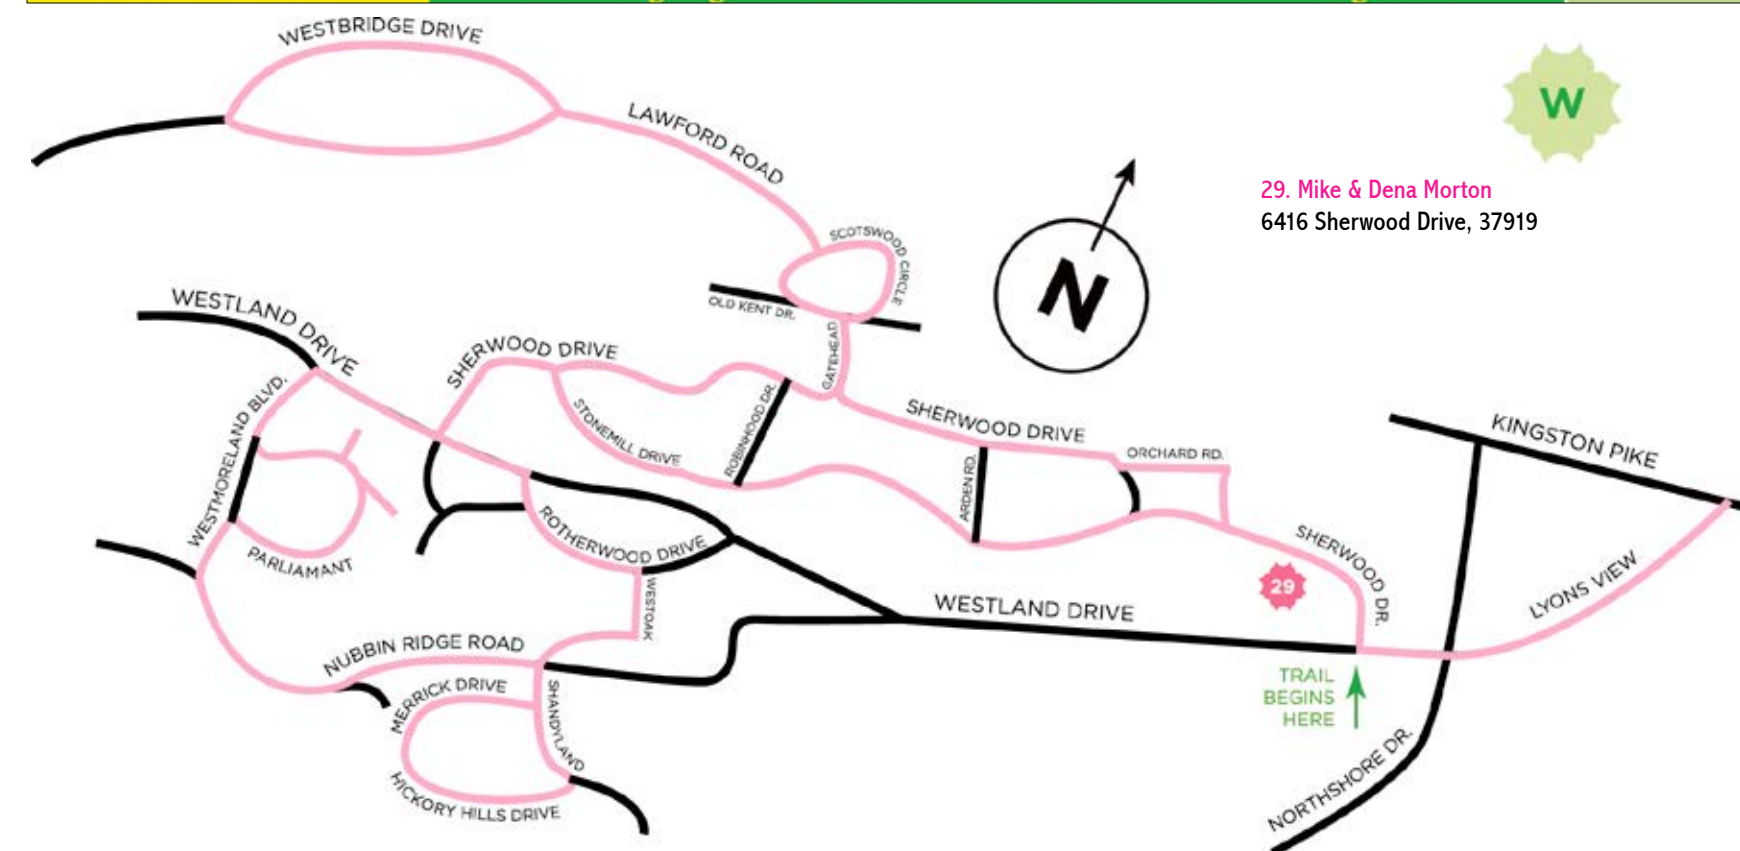 WESTBRIDGE DRIVE
LAWFORD ROAD
W
29. Mike & Dena Morton
6416 Sherwood Drive, 37919
SCOTSWOOD CIRCLE
OLD KENT DR.
GATEHEAD
N
WESTLAND DRIVE
SHERWOOD DRIVE
WESTMORELAND BLVD.
STONEMILL DRIVE
ROBINHOOD DR.
SHERWOOD DRIVE
ORCHARD RD.
ARDEN RD.
KINGSTON PIKE
PARLIAMANT
ROTHERWOOD DRIVE
WESTOAK
SHERWOOD DR.
29
LYONS VIEW
WESTLAND DRIVE
NUBBIN RIDGE ROAD
MERRICK DRIVE
SHANDYLAND
HICKORY HILLS DRIVE
TRAIL
BEGINS
HERE
NORTHSHORE DR.